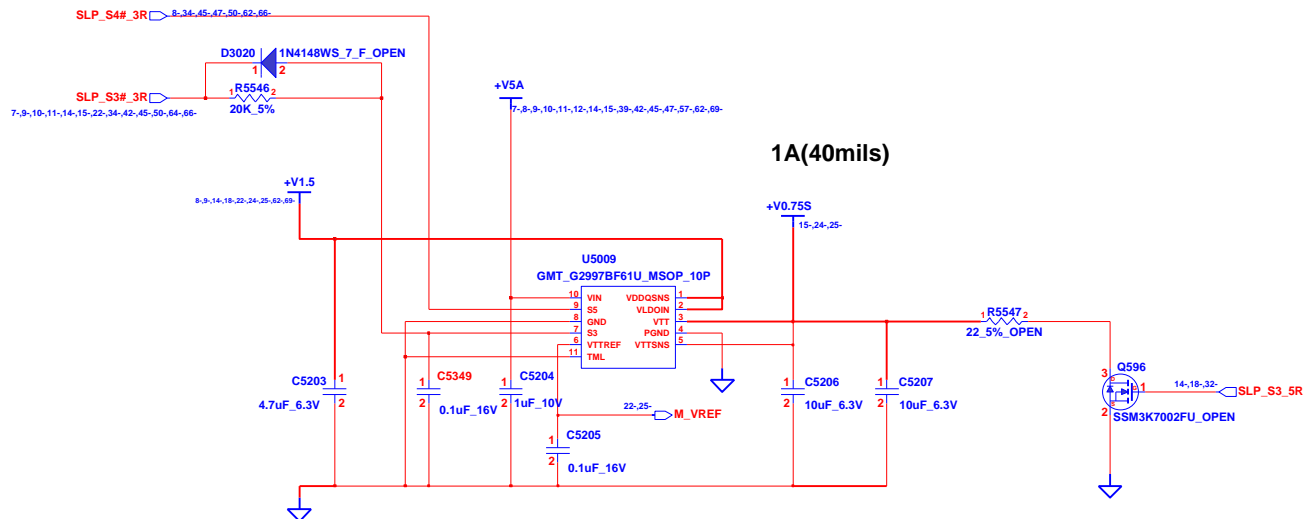 SLP_S4#_3R 8-,34-,45-,47-,50-,62-,66-
D3020 1N4148WS_7_F_OPEN
1 2
R5546
SLP_S3#_3R 1 2
20K_5%
7-,9-,10-,11-,14-,15-,22-,34-,42-,45-,50-,64-,66-
+V5A
7-,8-,9-,10-,11-,12-,14-,15-,39-,42-,45-,47-,57-,62-,69-
1A(40mils)
+V1.5
8-,9-,14-,18-,22-,24-,25-,62-,69-
+V0.75S
15-,24-,25-
U5009
GMT_G2997BF61U_MSOP_10P
10 VIN VDDQSNS 1
9 S5 VLDOIN 2
8 GND VTT 3
7 S3 PGND 4
6 VTTREF VTTSNS 5
11 TML
1 R5547 2
22_5%_OPEN
C5203 1
2
4.7uF_6.3V
1 C5349
2
0.1uF_16V
1 C5204
2
1uF_10V
1 C5206
2
10uF_6.3V
1 C5207
2
10uF_6.3V
3 Q596
D
G
S
1
2
14-,18-,32- SLP_S3_5R
SSM3K7002FU_OPEN
22-,25- M_VREF
1 C5205
2
0.1uF_16V